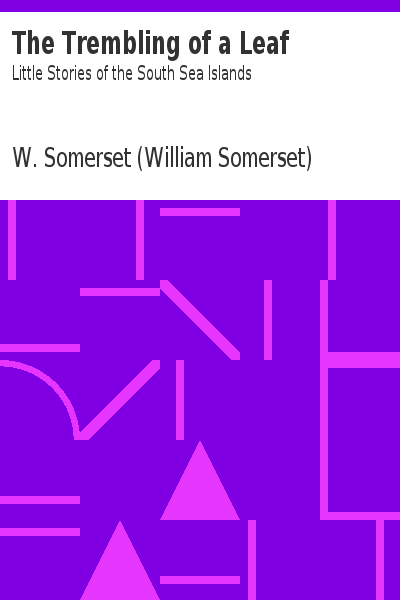 The Trembling of a Leaf
Little Stories of the South Sea Islands
W. Somerset (William Somerset)